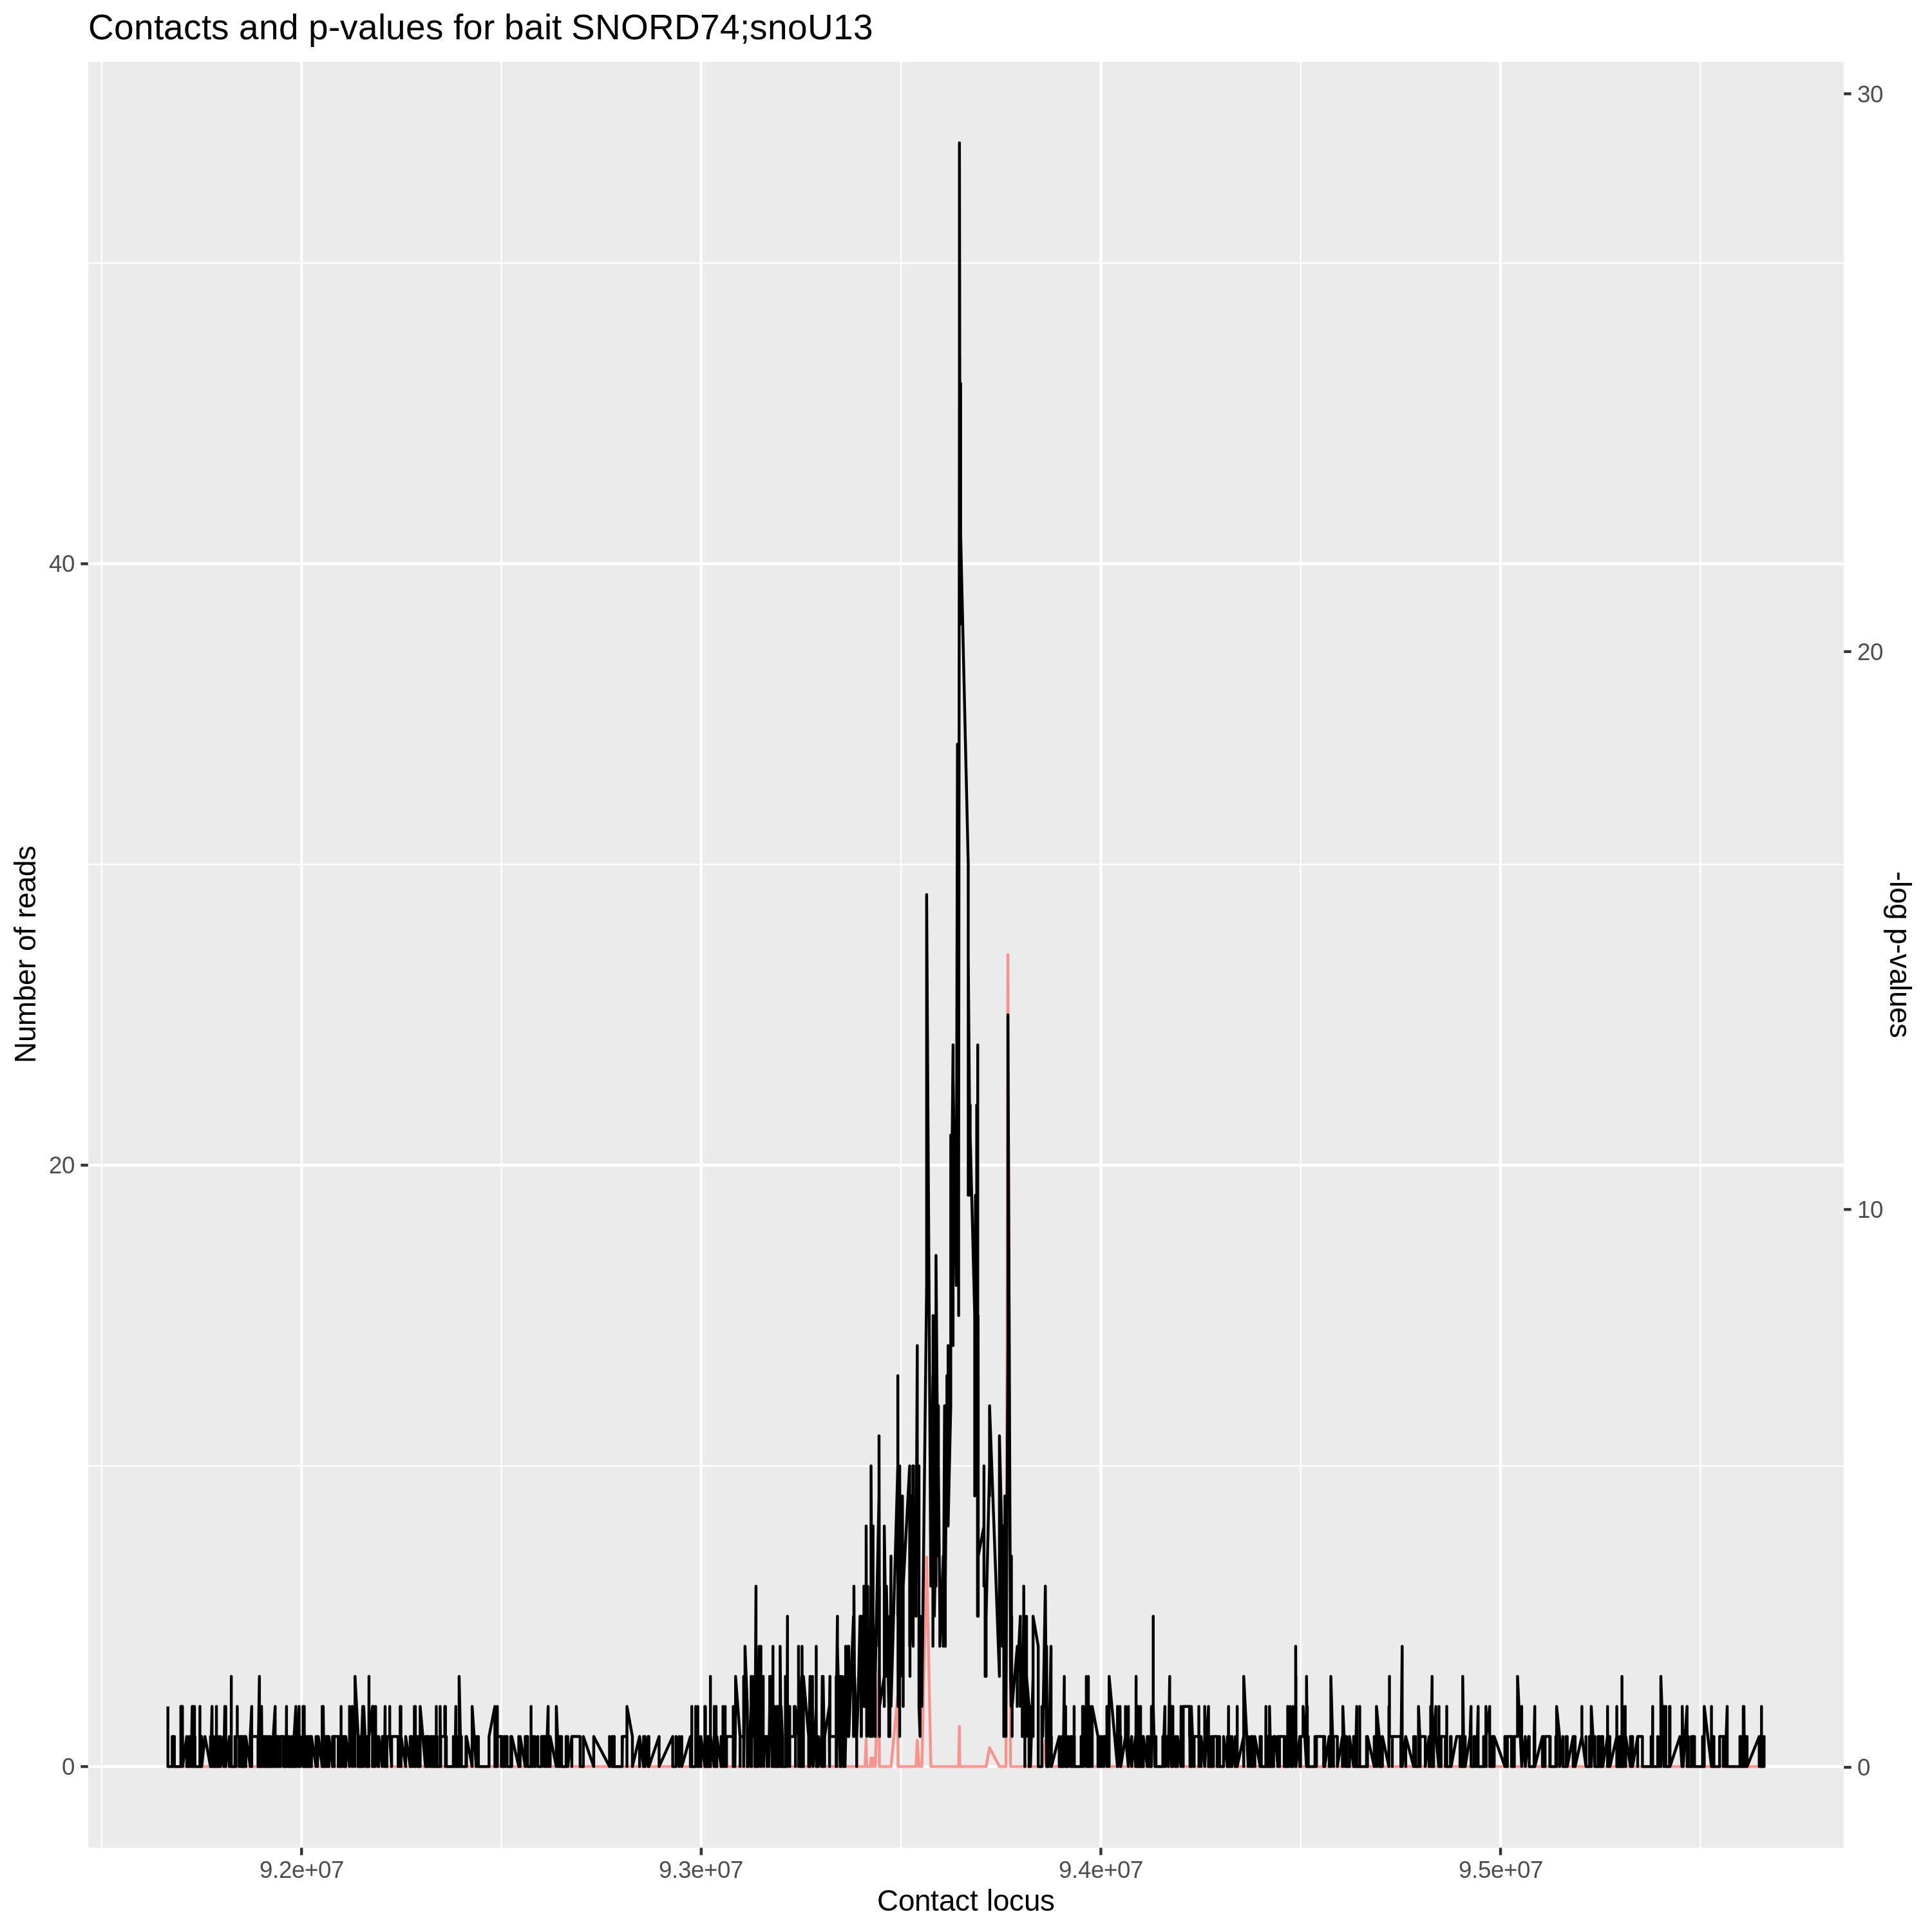 Contacts and p-values for bait SNORD74;snoU13
30
40
20
20
10
0
0
Number of reads
-log p-values
9.2e+07
9.3e+07
9.4e+07
9.5e+07
Contact locus